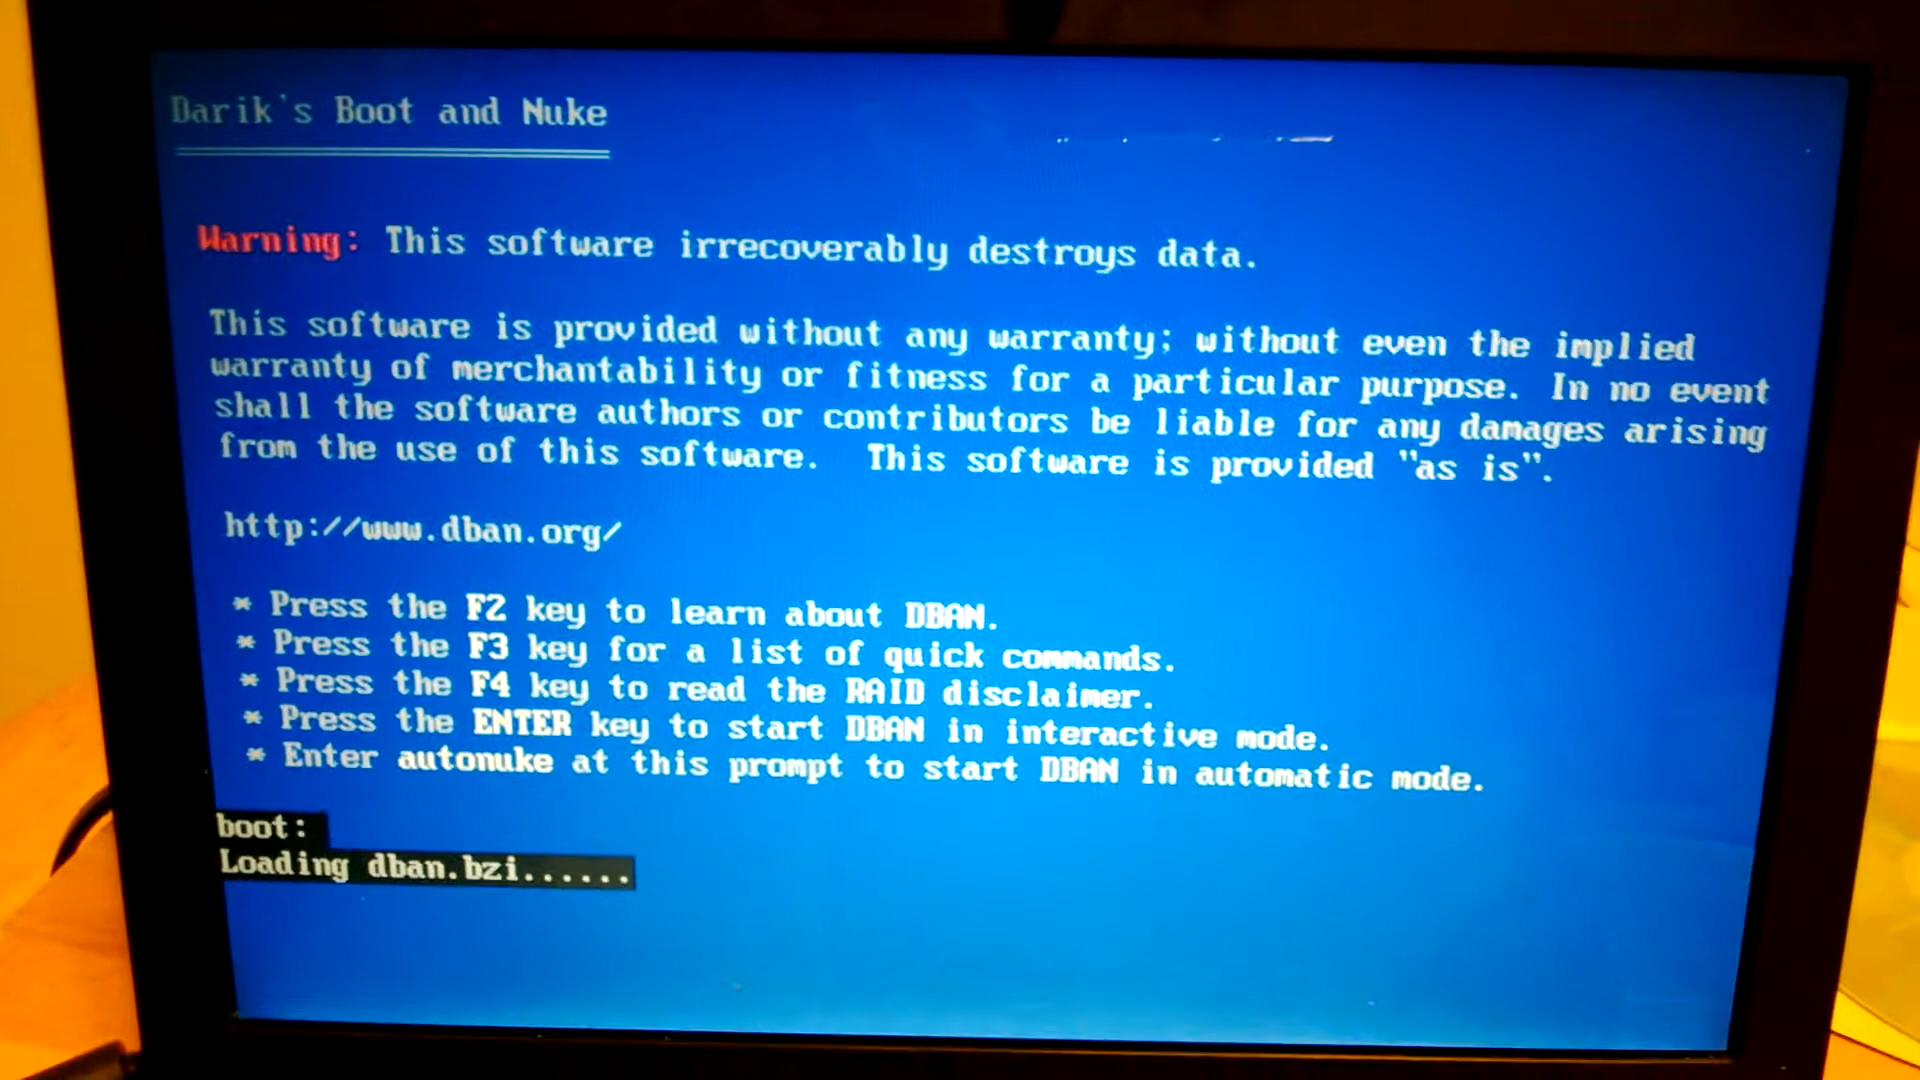 Darik's Boot and Nuke
Warning: This software irrecoverably destroys data.
This software is provided without any warranty; without even the implied
warranty of merchantability or fitness for a particular purpose. In no event
shall the software authors or contributors be liable for any damages arising
from the use of this software. This software is provided "as is".
http://www.dban.org/
* Press the F2 key to learn about DBAN.
* Press the F3 key for a list of quick commands.
* Press the F4 key to read the RAID disclaimer.
* Press the ENTER key to start DBAN in interactive mode.
* Enter autonuke at this prompt to start DBAN in automatic mode.
boot:
Loading dban.bzi......